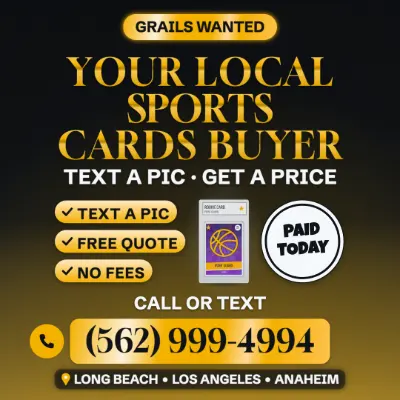 GRAILS WANTED
YOUR LOCAL
SPORTS
CARDS BUYER
TEXT A PIC • GET A PRICE
TEXT A PIC
FREE QUOTE
NO FEES
PAID
TODAY
CALL OR TEXT
(562) 999-4994
LONG BEACH • LOS ANGELES • ANAHEIM